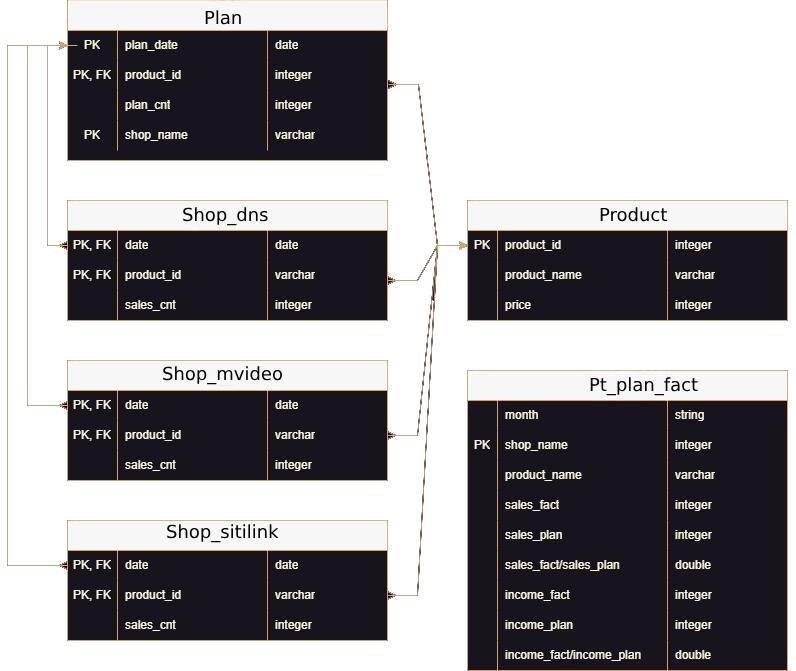 Plan
PK plan_date date
PK, FK product_id integer
plan_cnt integer
PK shop_name varchar
Shop_dns
PK, FK date date
PK, FK product_id varchar
sales_cnt integer
Shop_mvideo
PK, FK date date
PK, FK product_id varchar
sales_cnt integer
Shop_sitilink
PK, FK date date
PK, FK product_id varchar
sales_cnt integer
Product
PK product_id integer
product_name varchar
price integer
Pt_plan_fact
month string
PK shop_name integer
product_name varchar
sales_fact integer
sales_plan integer
sales_fact/sales_plan double
income_fact integer
income_plan integer
income_fact/income_plan double